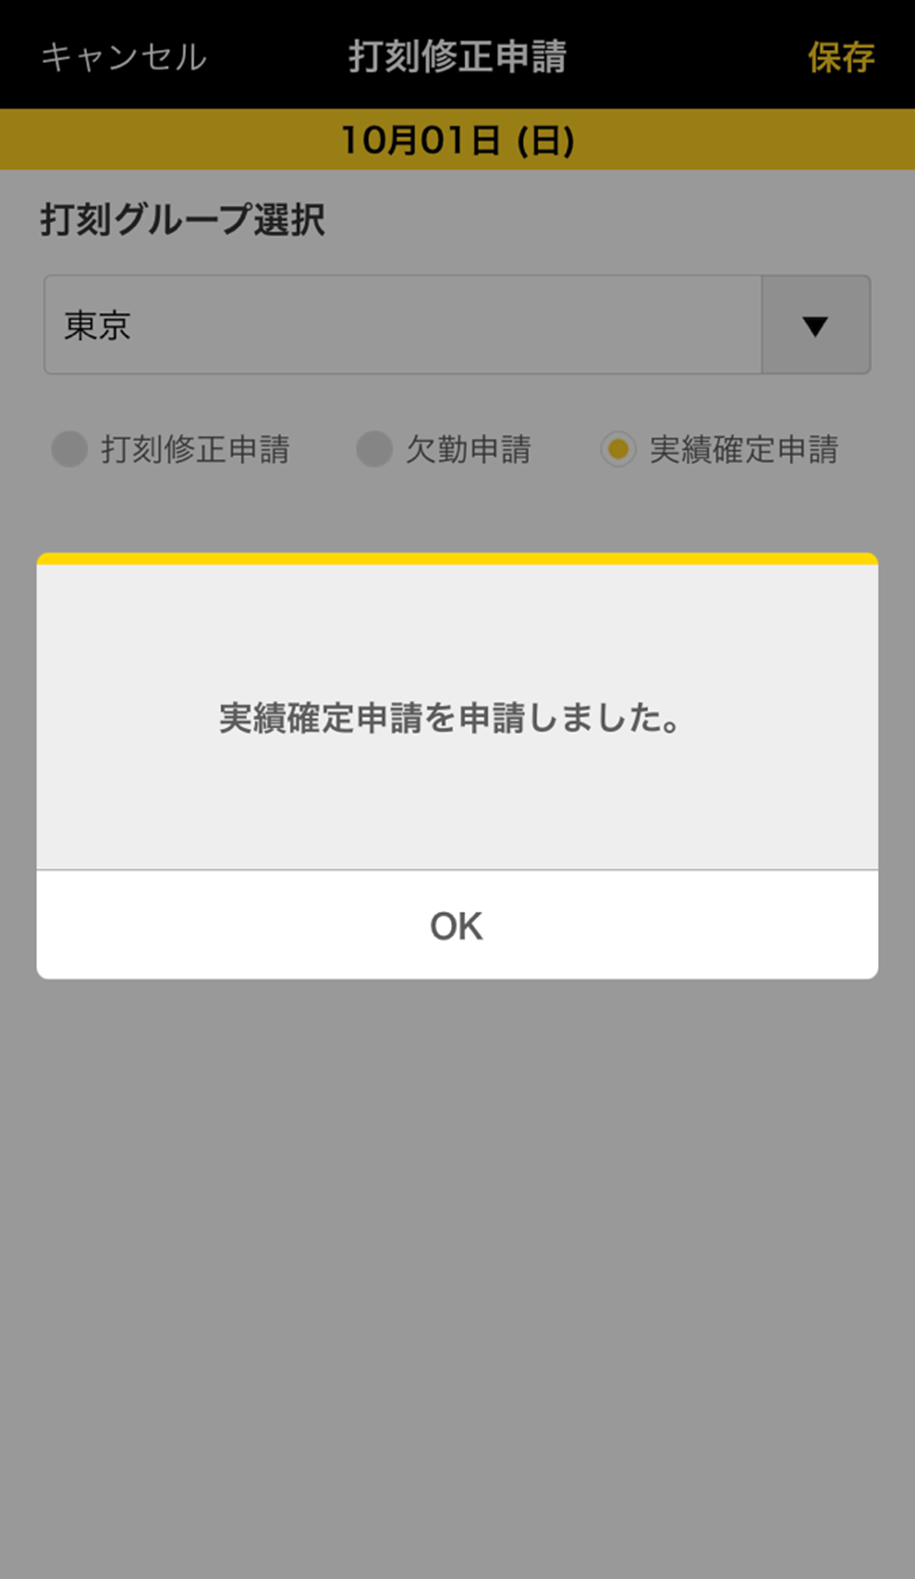 キャンセル 打刻修正申請 保存
10月01日 (日)
打刻グループ選択
東京 ▼
打刻修正申請 欠勤申請 実績確定申請
実績確定申請を申請しました。
OK